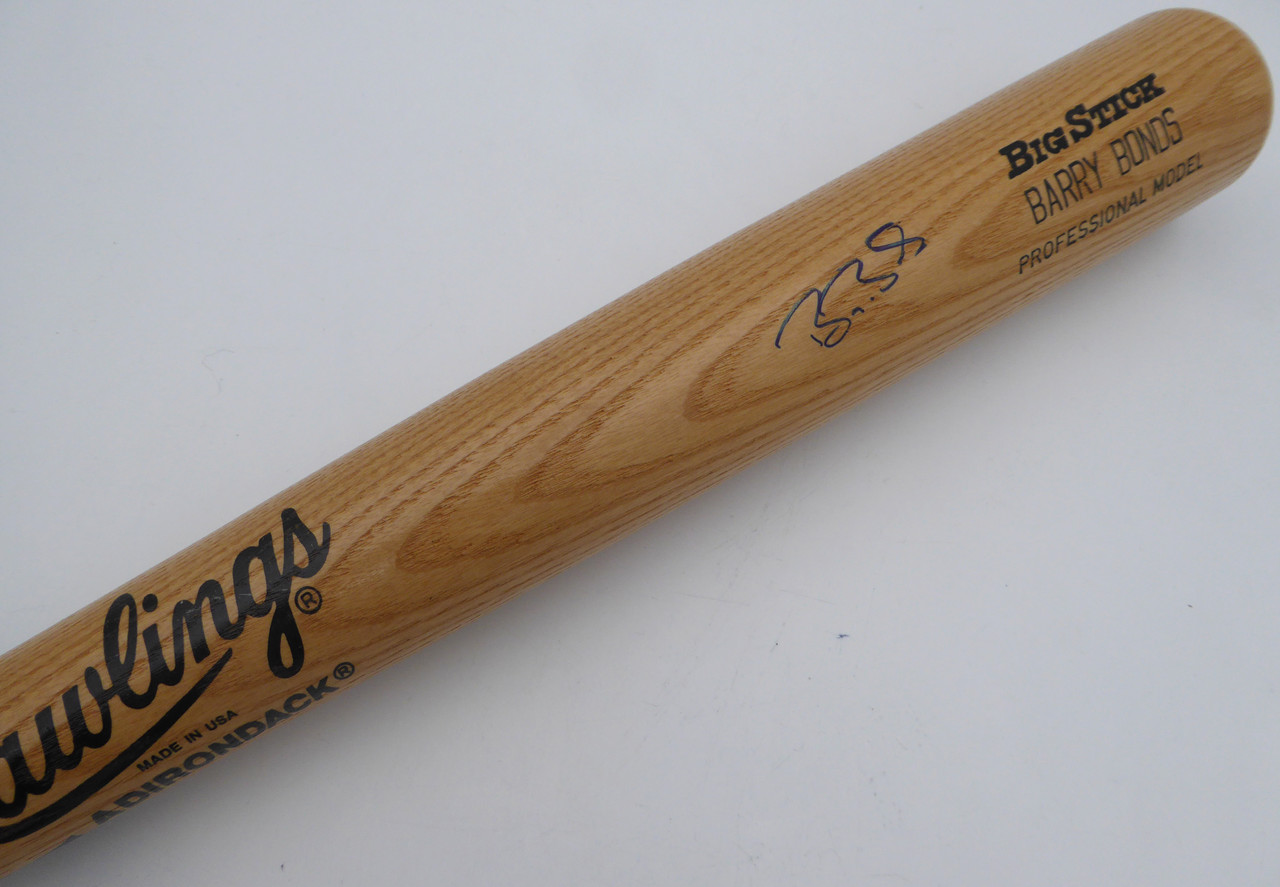 BIG STICK
BARRY BONDS
PROFESSIONAL MODEL
awlings®
MADE IN USA
ADIRONDACK®